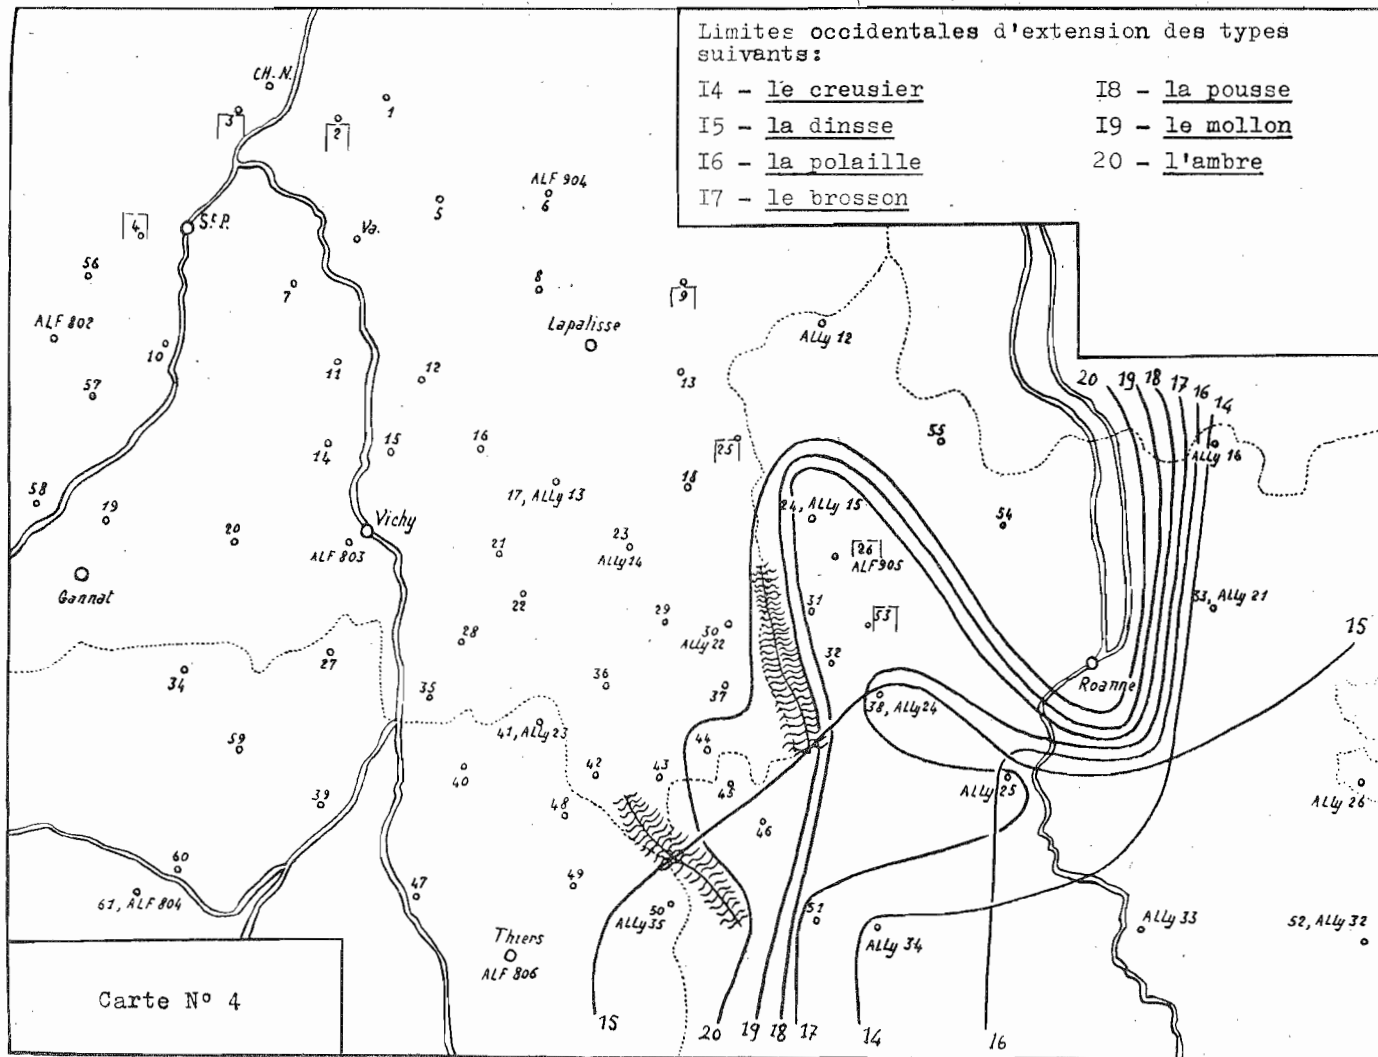 Limites occidentales d'extension des types
suivants:
I4 - le creusier
I8 - la pousse
I5 - la dinsse
I9 - le mollon
I6 - la polaille
20 - l'ambre
I7 - le brosson
CH.N.
1
3
2
ALF 904
6
5
4
St P.
Va.
56
7
8
9
ALF 802
Lapalisse
ALLy 12
10
11
12
13
57
20 19 18 17 16 14
55
ALLy 16
14
15
16
25
18
17, ALLy 13
58
19
24, ALLy 15
54
Vichy
20
ALF 803
21
23
ALLy 14
26
ALF 905
Gannat
22
29
30
ALLy 22
31
53
33, ALLy 21
15
28
27
32
34
35
36
37
Roanne
38, ALLy 24
41, ALLy 23
59
44
40
42
43
45
ALLy 25
ALLy 26
39
48
46
60
61, ALF 804
47
49
50
ALLy 35
51
ALLy 34
ALLy 33
52, ALLy 32
Thiers
ALF 806
Carte Nº 4
15
20
19
18
17
14
16